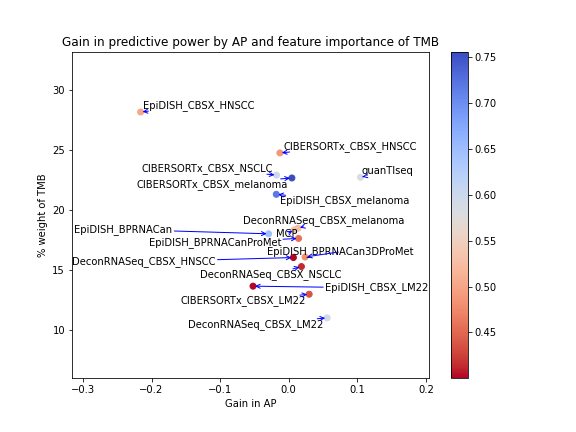 Gain in predictive power by AP and feature importance of TMB
EpiDISH_CBSX_HNSCC
CIBERSORTx_CBSX_HNSCC
CIBERSORTx_CBSX_NSCLC
quanTIseq
CIBERSORTx_CBSX_melanoma
EpiDISH_CBSX_melanoma
DeconRNASeq_CBSX_melanoma
EpiDISH_BPRNACan
MCP
EpiDISH_BPRNACanProMet
EpiDISH_BPRNACan3DProMet
DeconRNASeq_CBSX_HNSCC
DeconRNASeq_CBSX_NSCLC
EpiDISH_CBSX_LM22
CIBERSORTx_CBSX_LM22
DeconRNASeq_CBSX_LM22
% weight of TMB
30
25
20
15
10
−0.3 −0.2 −0.1 0.0 0.1 0.2
Gain in AP
0.75
0.70
0.65
0.60
0.55
0.50
0.45